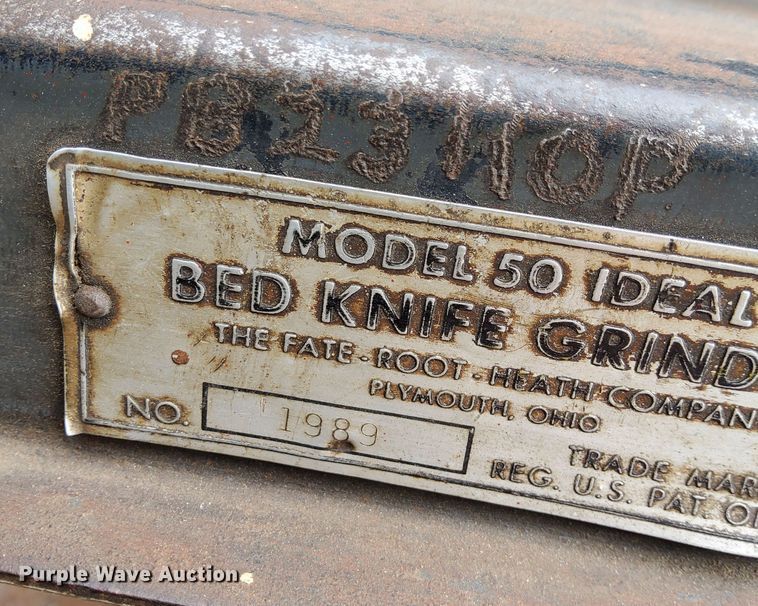 PB23110P
MODEL 50 IDEAL
BED KNIFE GRIND
THE FATE-ROOT-HEATH COMPAN
PLYMOUTH, OHIO
NO. 1989
TRADE MAR
REG. U.S. PAT. O
Purple Wave Auction